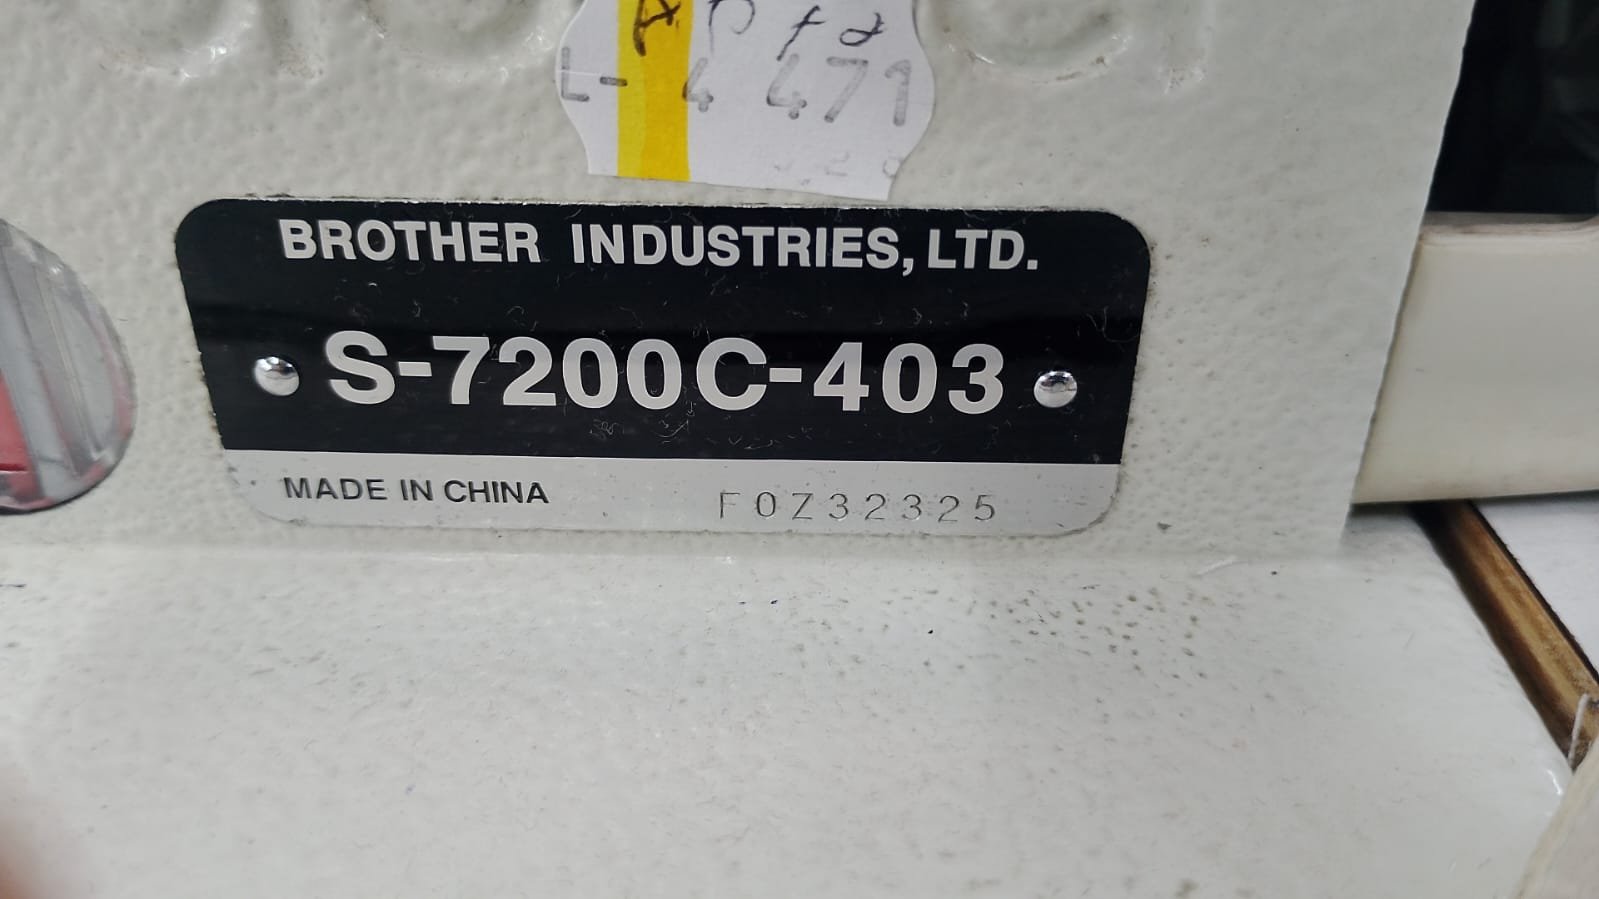 L-4471
BROTHER INDUSTRIES, LTD.
S-7200C-403
MADE IN CHINA
F0Z32325